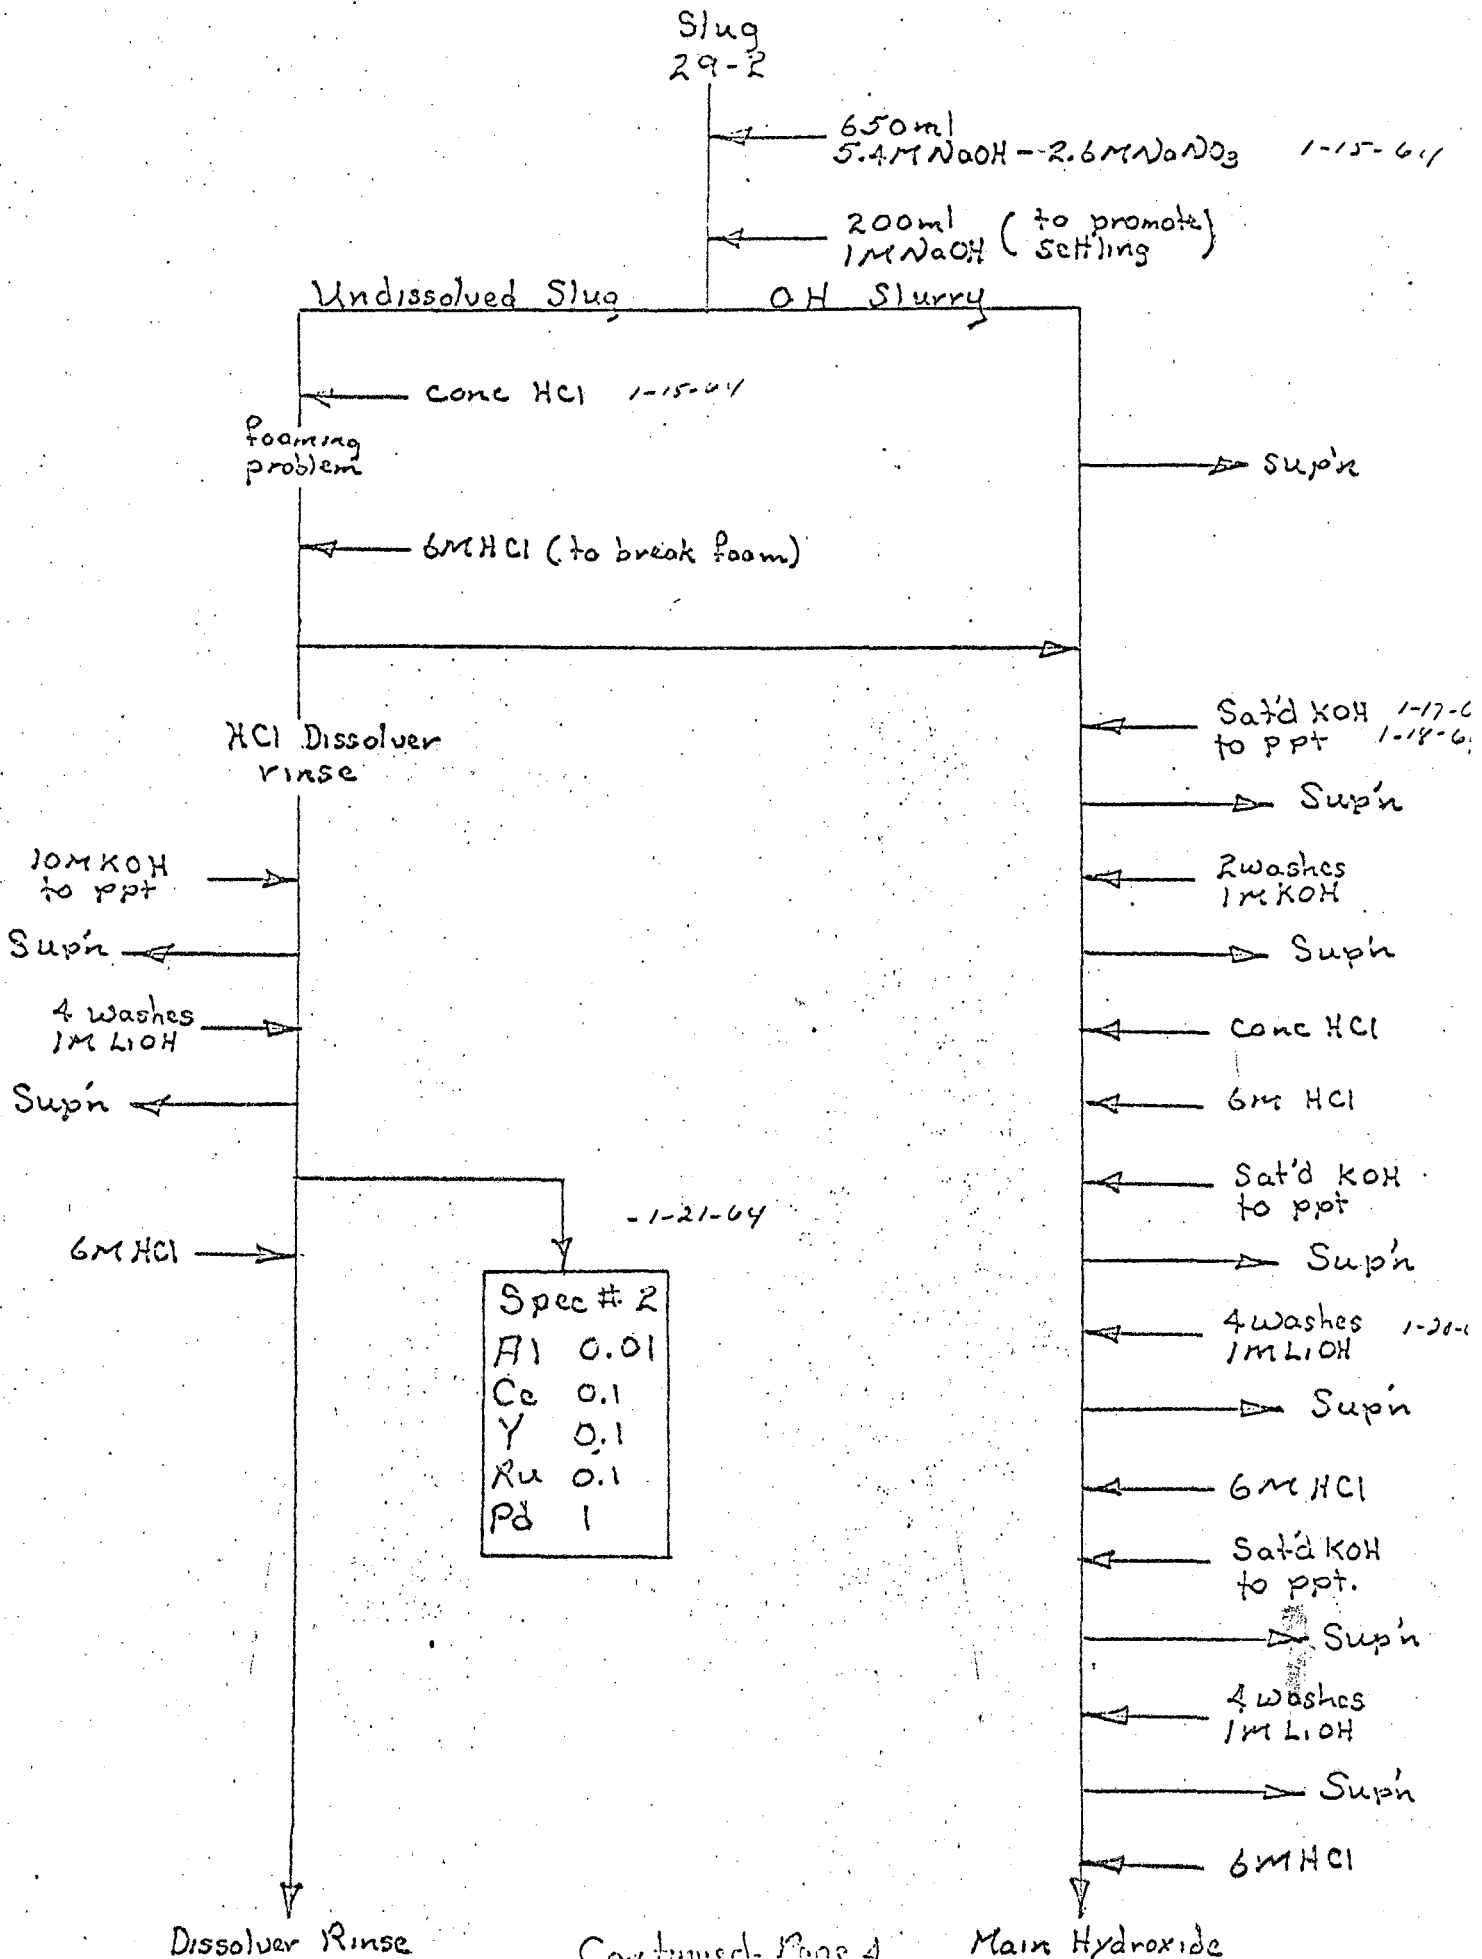 Slug
29-2
650ml
5.4M NaOH - 2.6M NaNO3 1-15-64
200ml (to promote)
1M NaOH (settling
Undissolved Slug OH Slurry
conc HCl 1-15-64
foaming
problem
Sup'n
6M HCl (to break foam)
HCl Dissolver
rinse
Sat'd KOH 1-17-6
to ppt 1-18-6
Sup'n
10M KOH
to ppt
2 washes
1M KOH
Sup'n
Sup'n
4 washes
1M LiOH
Conc HCl
Sup'n
6M HCl
Sat'd KOH
to ppt
-1-21-64
6M HCl
Sup'n
Spec # 2
Al 0.01
Ce 0.1
Y 0.1
Ru 0.1
Pd 1
4 washes
1M LiOH
Sup'n
6M HCl
Sat'd KOH
to ppt.
Sup'n
4 washes
1M LiOH
Sup'n
6M HCl
Dissolver Rinse
Continued- Page 4
Main Hydroxide